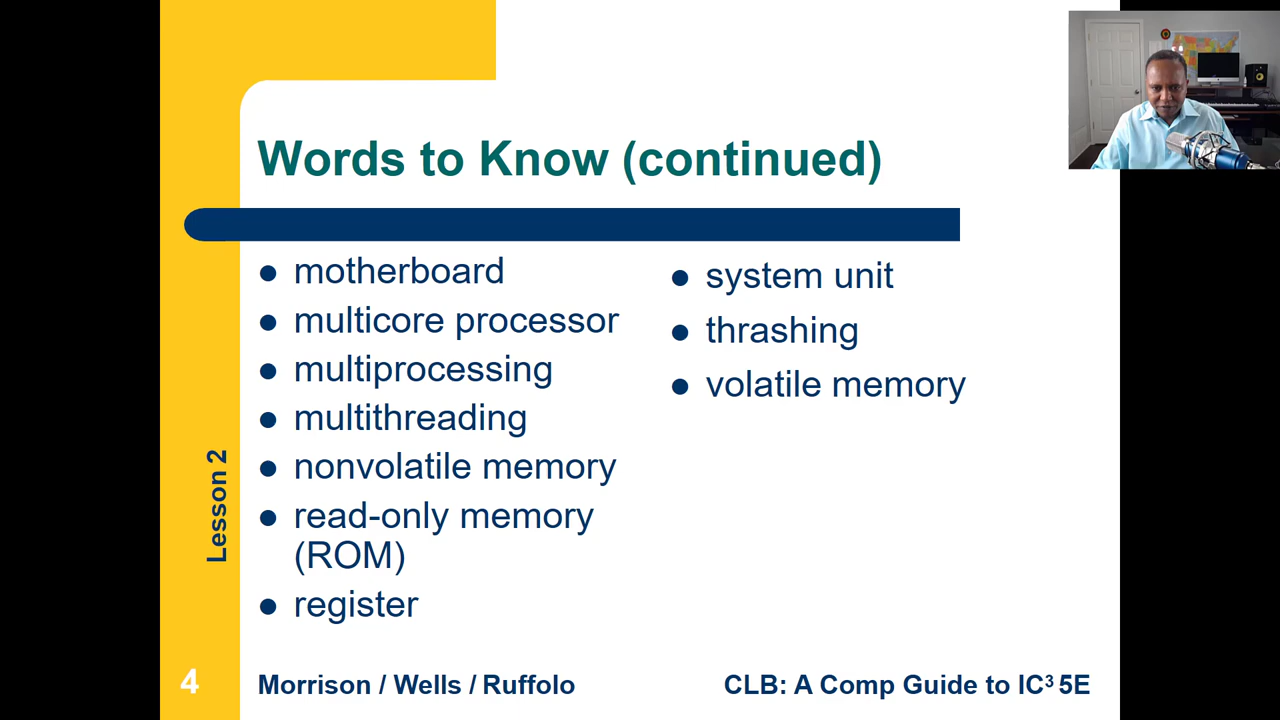 Words to Know (continued)
motherboard
multicore processor
multiprocessing
multithreading
nonvolatile memory
read-only memory
(ROM)
register
system unit
thrashing
volatile memory
Lesson 2
4
Morrison / Wells / Ruffolo
CLB: A Comp Guide to IC³ 5E